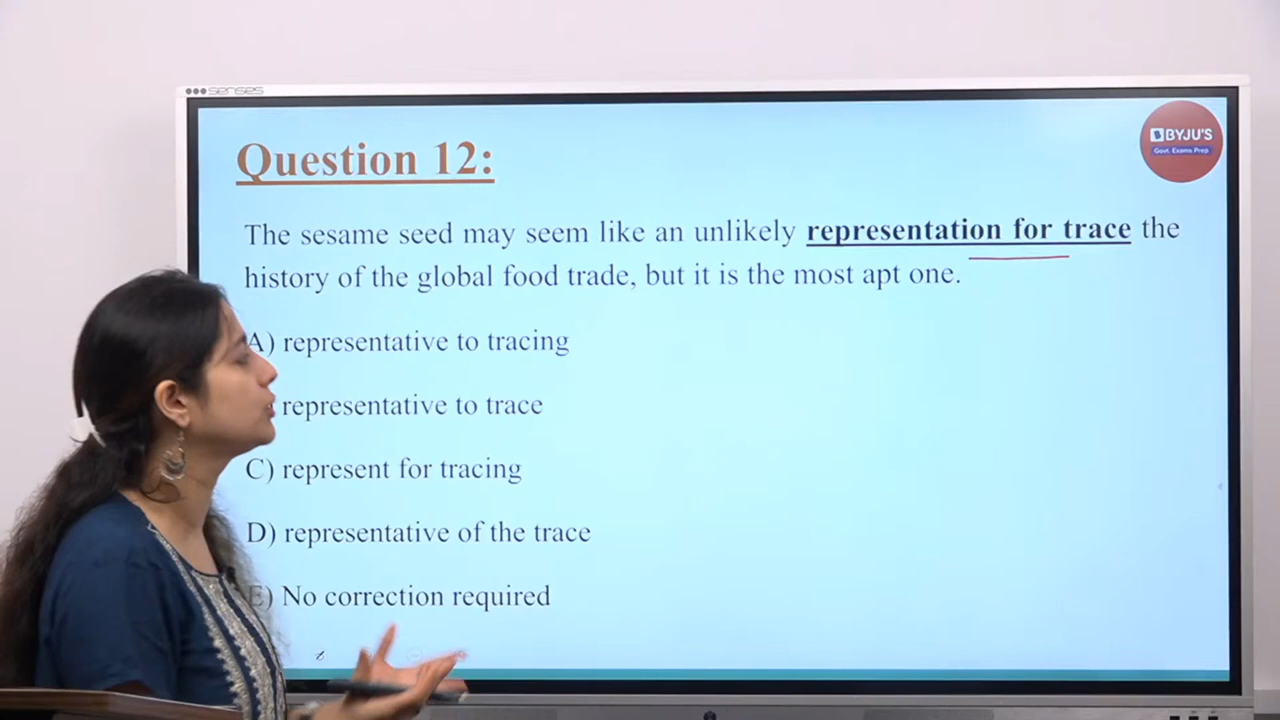 senses
BYJU'S
Govt. Exams Prep
Question 12:
The sesame seed may seem like an unlikely representation for trace the
history of the global food trade, but it is the most apt one.
A) representative to tracing
representative to trace
C) represent for tracing
D) representative of the trace
E) No correction required